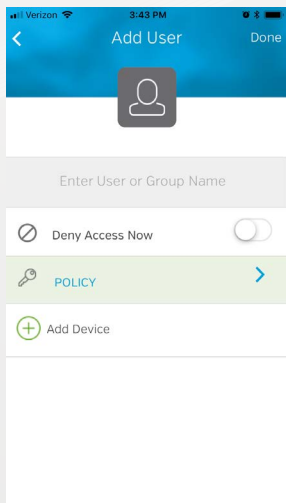 Verizon 3:43 PM
Add User Done
Enter User or Group Name
Deny Access Now
POLICY
Add Device